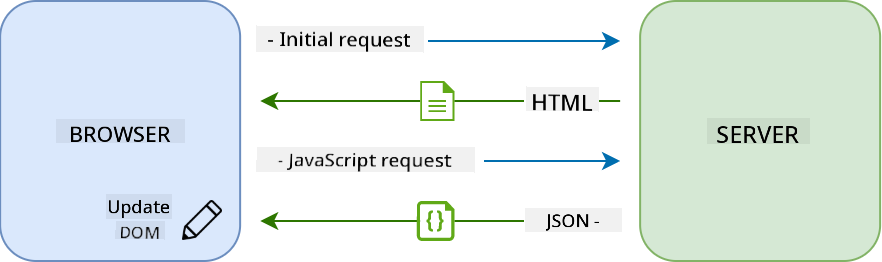 - Initial request
HTML
BROWSER
SERVER
- JavaScript request
Update
DOM
JSON -
{}